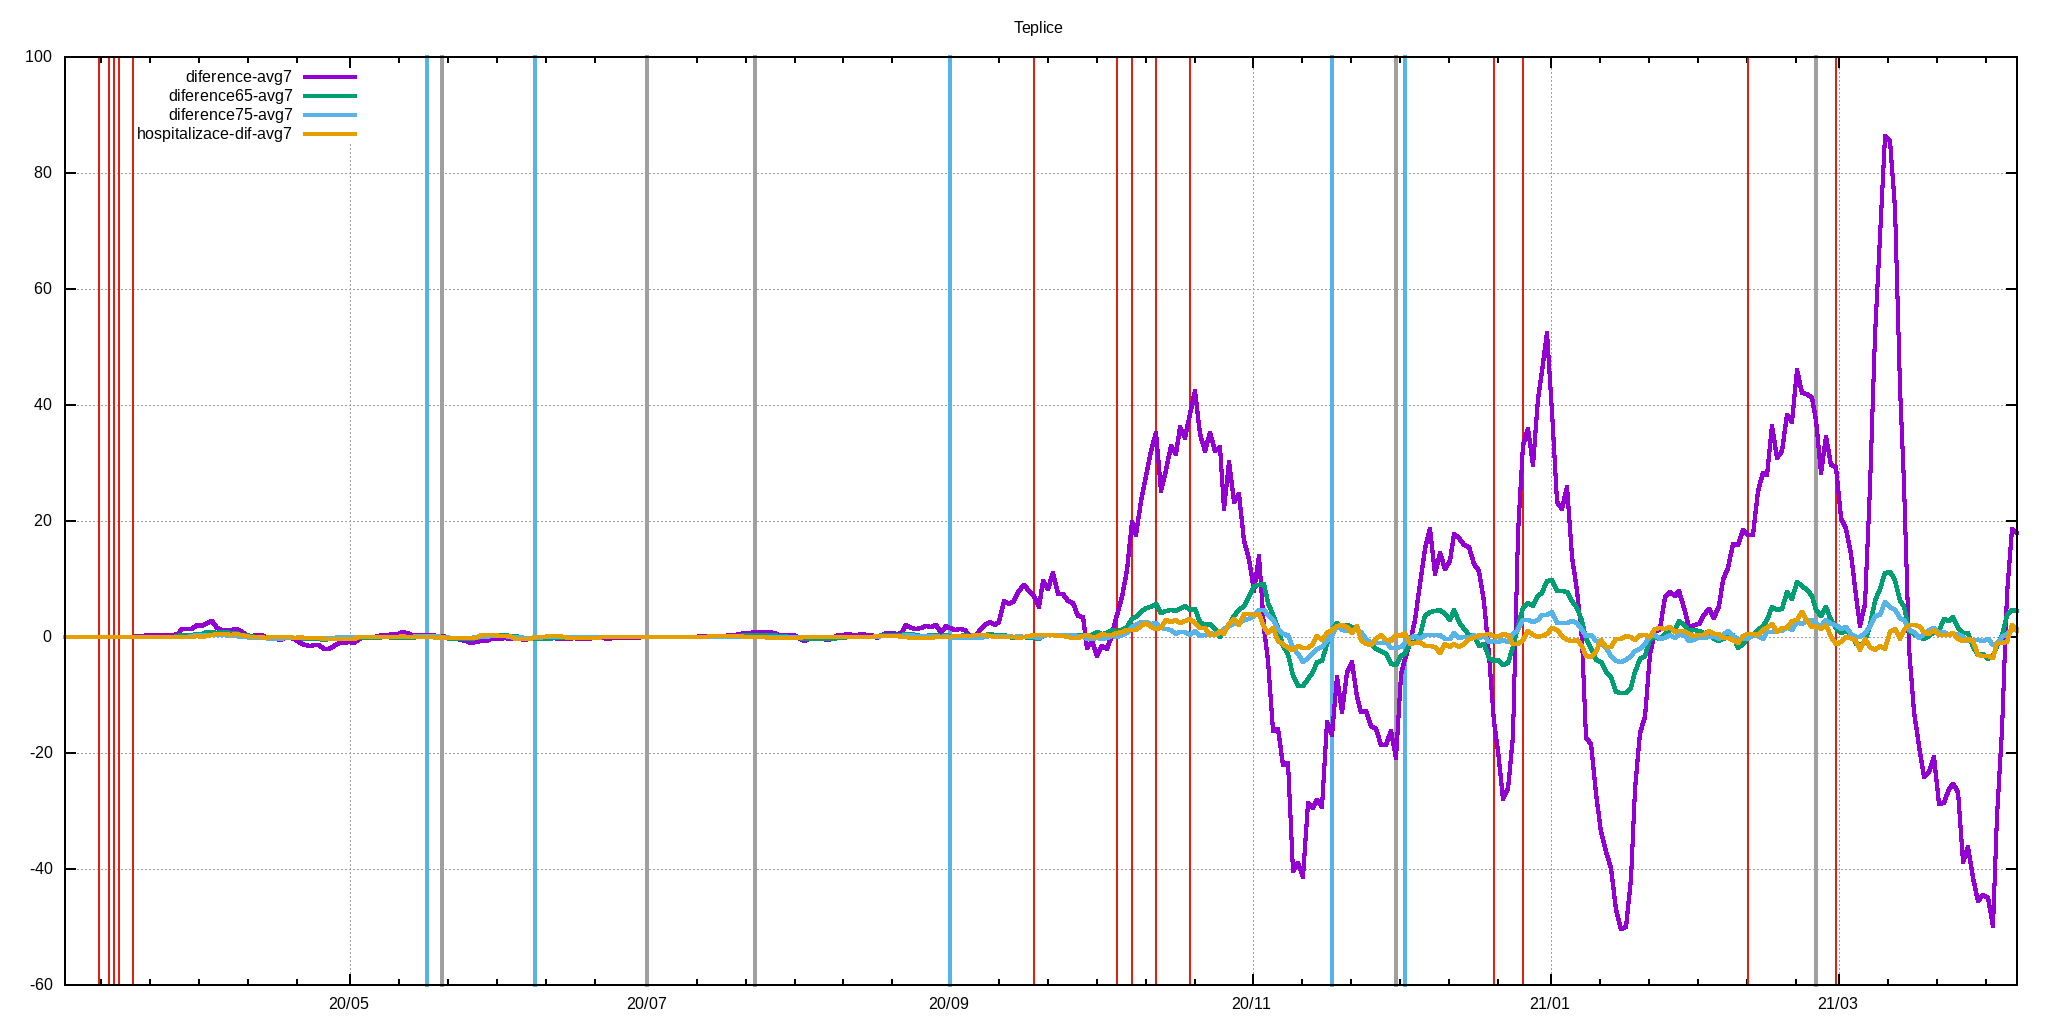 Teplice
100
80
60
40
20
0
-20
-40
-60
diference-avg7
diference65-avg7
diference75-avg7
hospitalizace-dif-avg7
20/05 20/07 20/09 20/11 21/01 21/03